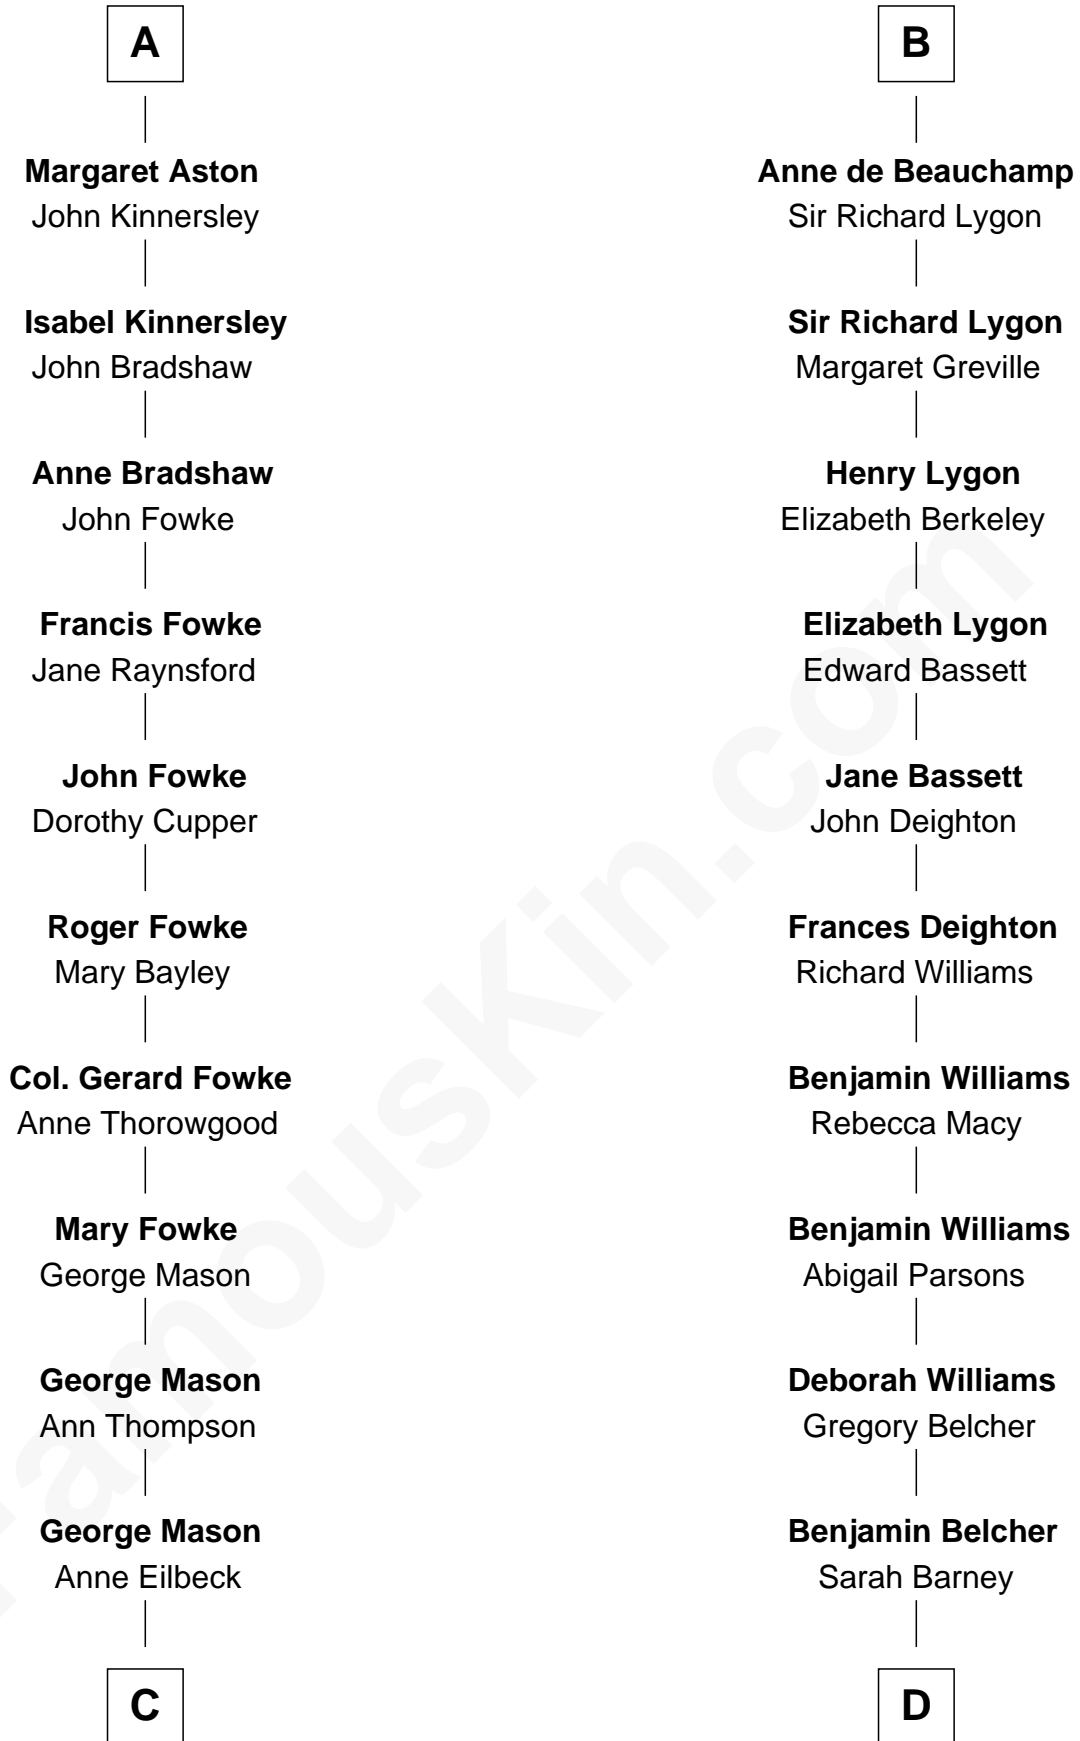 A
Margaret Aston
John Kinnersley
Isabel Kinnersley
John Bradshaw
Anne Bradshaw
John Fowke
Francis Fowke
Jane Raynsford
John Fowke
Dorothy Cupper
Roger Fowke
Mary Bayley
Col. Gerard Fowke
Anne Thorowgood
Mary Fowke
George Mason
George Mason
Ann Thompson
George Mason
Anne Eilbeck
C
B
Anne de Beauchamp
Sir Richard Lygon
Sir Richard Lygon
Margaret Greville
Henry Lygon
Elizabeth Berkeley
Elizabeth Lygon
Edward Bassett
Jane Bassett
John Deighton
Frances Deighton
Richard Williams
Benjamin Williams
Rebecca Macy
Benjamin Williams
Abigail Parsons
Deborah Williams
Gregory Belcher
Benjamin Belcher
Sarah Barney
D
FamousKin.com